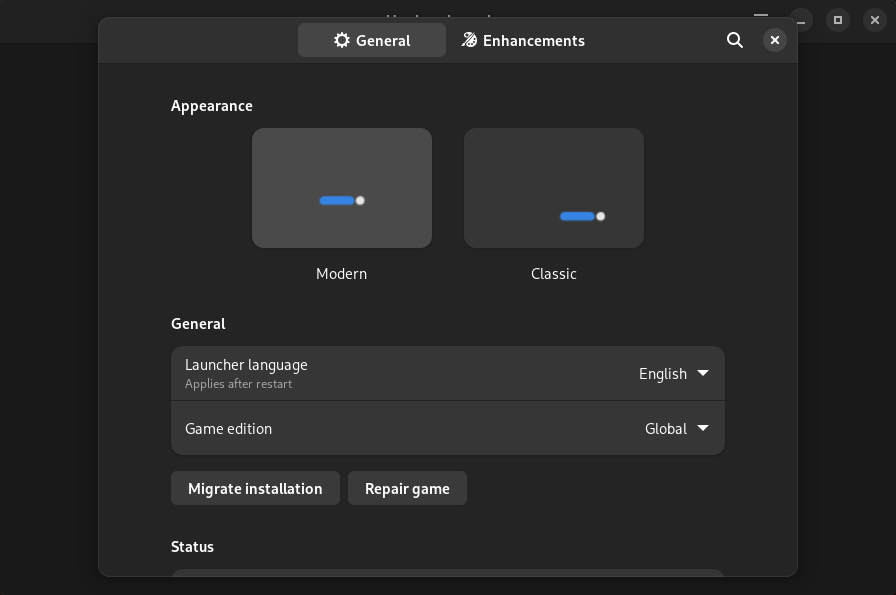 General
Enhancements
Appearance
Modern
Classic
General
Launcher language
Applies after restart
English
Game edition
Global
Migrate installation
Repair game
Status